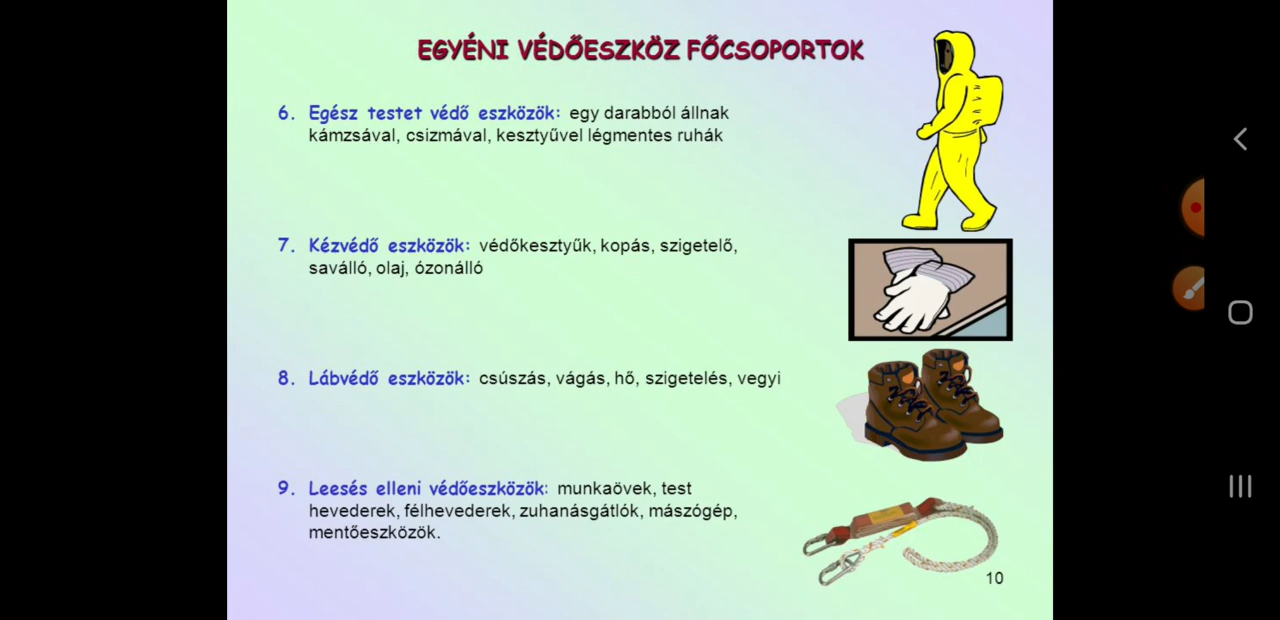 EGYÉNI VÉDŐESZKÖZ FŐCSOPORTOK
6. Egész testet védő eszközök: egy darabból állnak
kámzsával, csizmával, kesztyűvel légmentes ruhák
7. Kézvédő eszközök: védőkesztyűk, kopás, szigetelő,
saválló, olaj, ózonálló
8. Lábvédő eszközök: csúszás, vágás, hő, szigetelés, vegyi
9. Leesés elleni védőeszközök: munkaövek, test
hevederek, félhevederek, zuhanásgátlók, mászógép,
mentőeszközök.
10